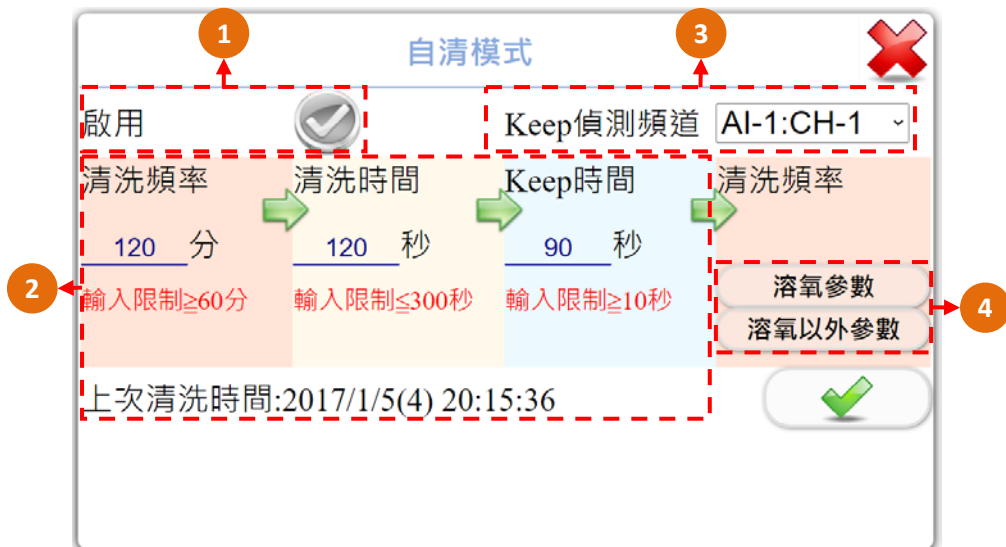 1
3
自清模式
啟用
Keep偵測頻道 AI-1:CH-1
清洗頻率 清洗時間 Keep時間 清洗頻率
120 分 120 秒 90 秒
2
輸入限制≧60分 輸入限制≦300秒 輸入限制≧10秒
溶氧參數
4
溶氧以外參數
上次清洗時間:2017/1/5(4) 20:15:36